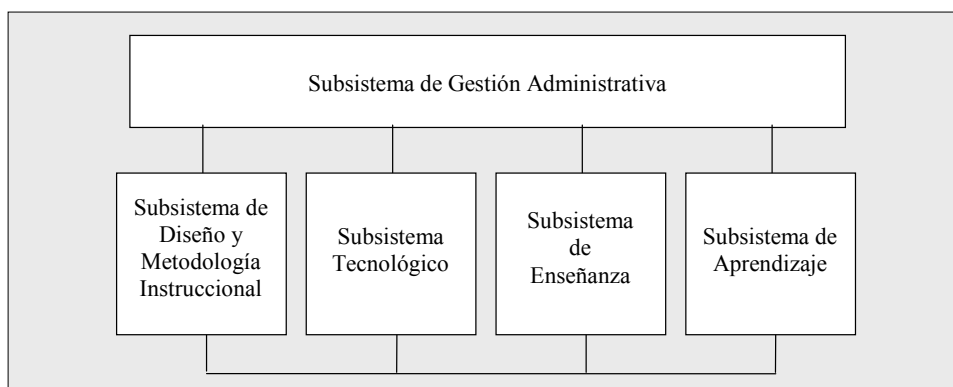 Subsistema de Gestión Administrativa
Subsistema de
Diseño y
Metodología
Instruccional
Subsistema
Tecnológico
Subsistema
de
Enseñanza
Subsistema de
Aprendizaje